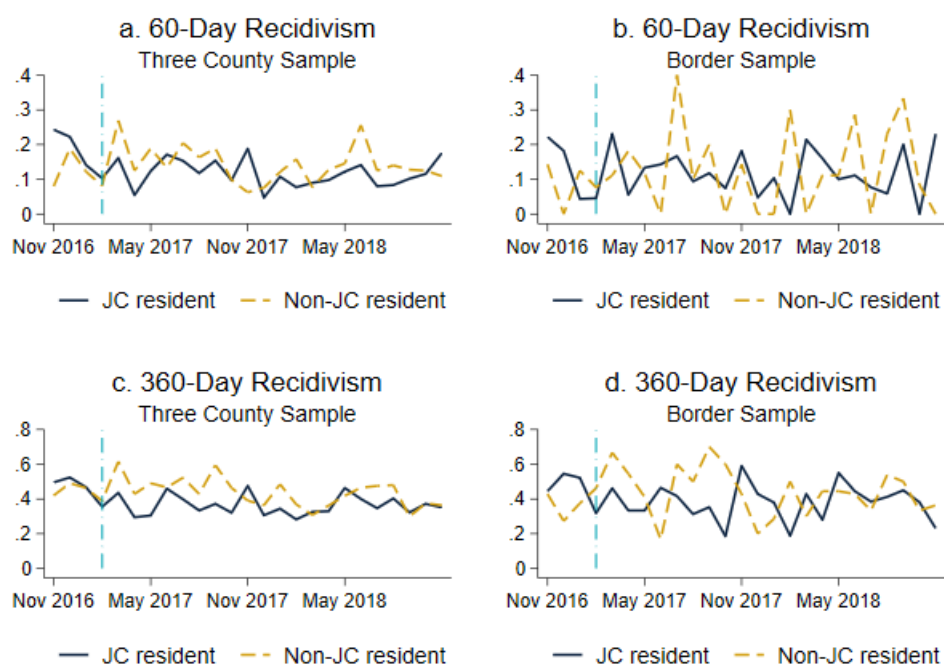 a. 60-Day Recidivism
Three County Sample
.4
.3
.2
.1
0
Nov 2016 May 2017 Nov 2017 May 2018
JC resident Non-JC resident
b. 60-Day Recidivism
Border Sample
.4
.3
.2
.1
0
Nov 2016 May 2017 Nov 2017 May 2018
JC resident Non-JC resident
c. 360-Day Recidivism
Three County Sample
.8
.6
.4
.2
0
Nov 2016 May 2017 Nov 2017 May 2018
JC resident Non-JC resident
d. 360-Day Recidivism
Border Sample
.8
.6
.4
.2
0
Nov 2016 May 2017 Nov 2017 May 2018
JC resident Non-JC resident